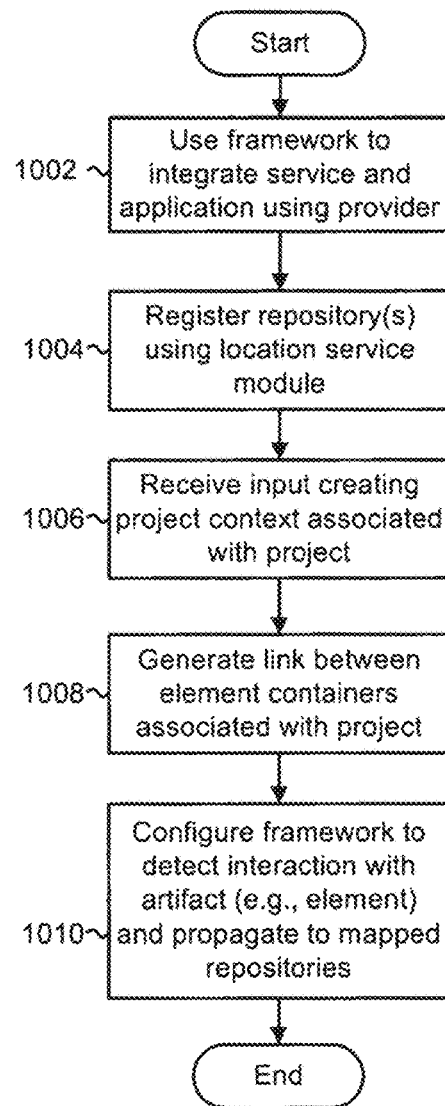 Start
Use framework to
1002
integrate service and
application using provider
Register repository(s)
1004
using location service
module
Receive input creating
1006
project context associated
with project
Generate link between
1008
element containers
associated with project
Configure framework to
detect interaction with
artifact (e.g., element)
1010
and propagate to mapped
repositories
End